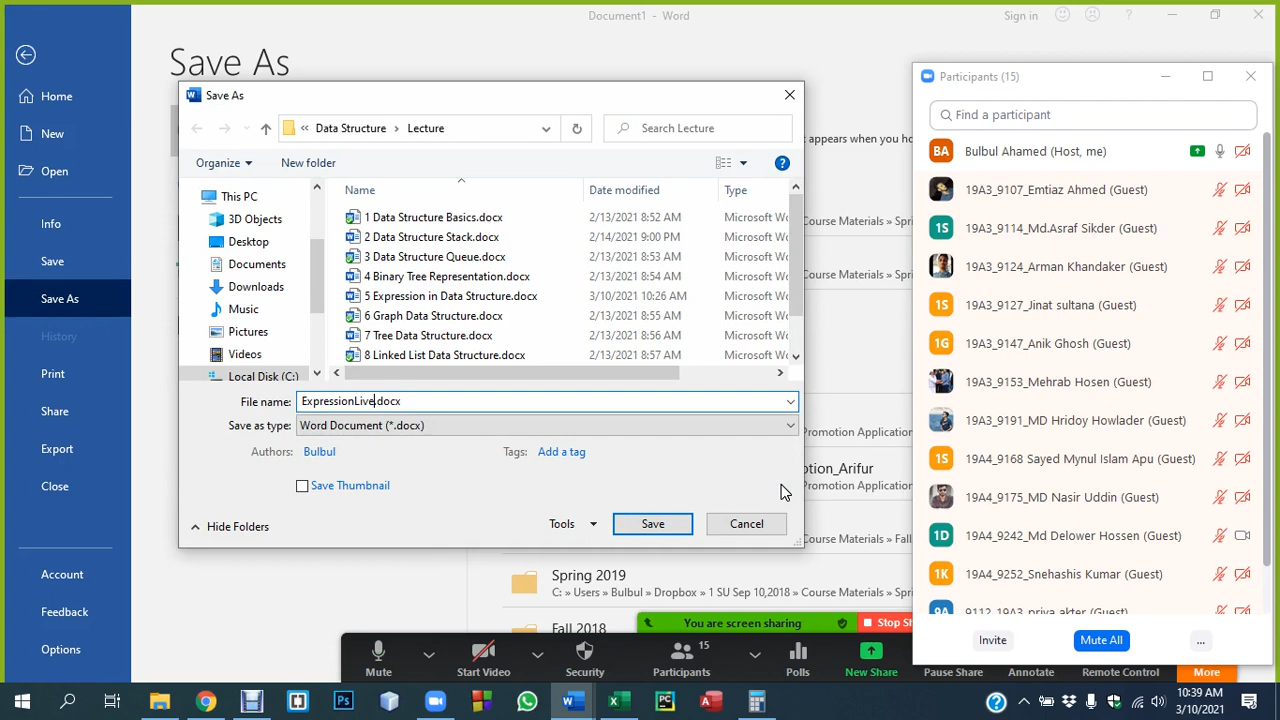 Document1 - Word
Sign in
?
Home
New
Open
Info
Save
Save As
History
Print
Share
Export
Close
Account
Feedback
Options
Save As
Save As
« Data Structure › Lecture
Search Lecture
Organize
New folder
This PC
3D Objects
Desktop
Documents
Downloads
Music
Pictures
Videos
Local Disk (C:)
Name Date modified Type
1 Data Structure Basics.docx 2/13/2021 8:52 AM Microsoft Wo
2 Data Structure Stack.docx 2/14/2021 9:00 PM Microsoft Wo
3 Data Structure Queue.docx 2/13/2021 8:53 AM Microsoft Wo
4 Binary Tree Representation.docx 2/13/2021 8:54 AM Microsoft Wo
5 Expression in Data Structure.docx 3/10/2021 10:26 AM Microsoft Wo
6 Graph Data Structure.docx 2/13/2021 8:55 AM Microsoft Wo
7 Tree Data Structure.docx 2/13/2021 8:56 AM Microsoft Wo
8 Linked List Data Structure.docx 2/13/2021 8:57 AM Microsoft Wo
File name: ExpressionLive.docx
Save as type: Word Document (*.docx)
Authors: Bulbul
Tags: Add a tag
Save Thumbnail
Hide Folders
Tools
Save
Cancel
t appears when you ho
Course Materials » Spri
Course Materials » Spri
Promotion Application
otion_Arifur
Promotion Application
Course Materials » Fall
Spring 2019
C: » Users » Bulbul » Dropbox » 1 SU Sep 10,2018 » Course Materials » Spri
Fall 2018
Participants (15)
Find a participant
BA Bulbul Ahamed (Host, me)
19A3_9107_Emtiaz Ahmed (Guest)
1S 19A3_9114_Md.Asraf Sikder (Guest)
19A3_9124_Arman Khandaker (Guest)
1S 19A3_9127_Jinat sultana (Guest)
1G 19A3_9147_Anik Ghosh (Guest)
19A3_9153_Mehrab Hosen (Guest)
19A3_9191_MD Hridoy Howlader (Guest)
1S 19A4_9168 Sayed Mynul Islam Apu (Guest)
19A4_9175_MD Nasir Uddin (Guest)
1D 19A4_9242_Md Delower Hossen (Guest)
1K 19A4_9252_Snehashis Kumar (Guest)
9A 9112_19A3_priya akter (Guest)
Invite
Mute All
...
You are screen sharing
Stop Sh
Mute
Start Video
Security
15
Participants
Polls
New Share
Pause Share
Annotate
Remote Control
More
10:39 AM
3/10/2021